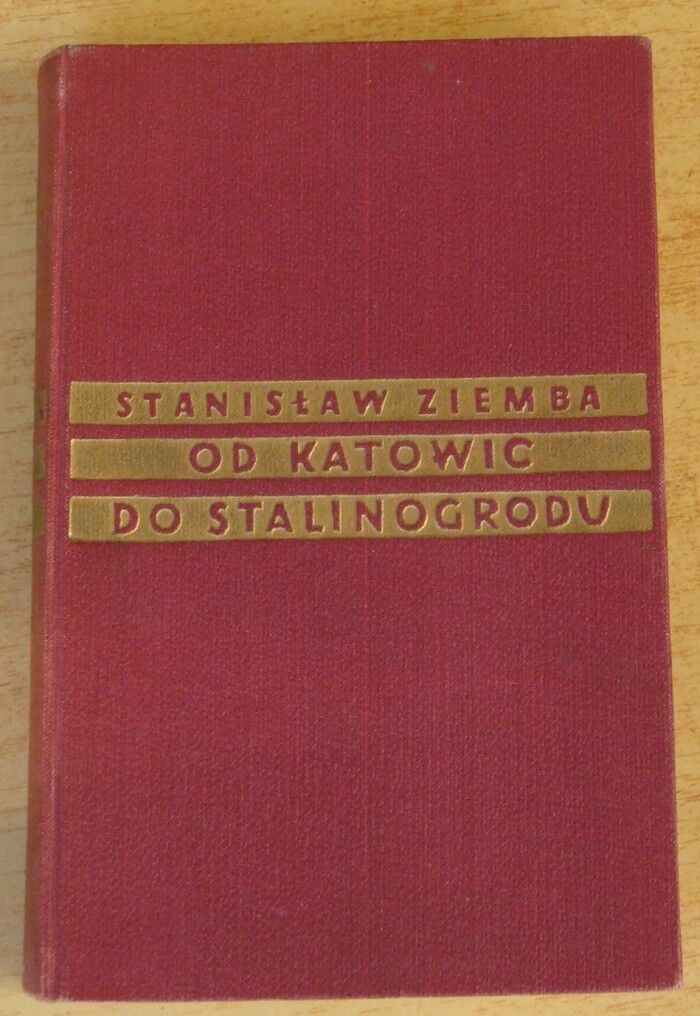 STANISŁAW ZIEMBA
OD KATOWIC
DO STALINOGRODU